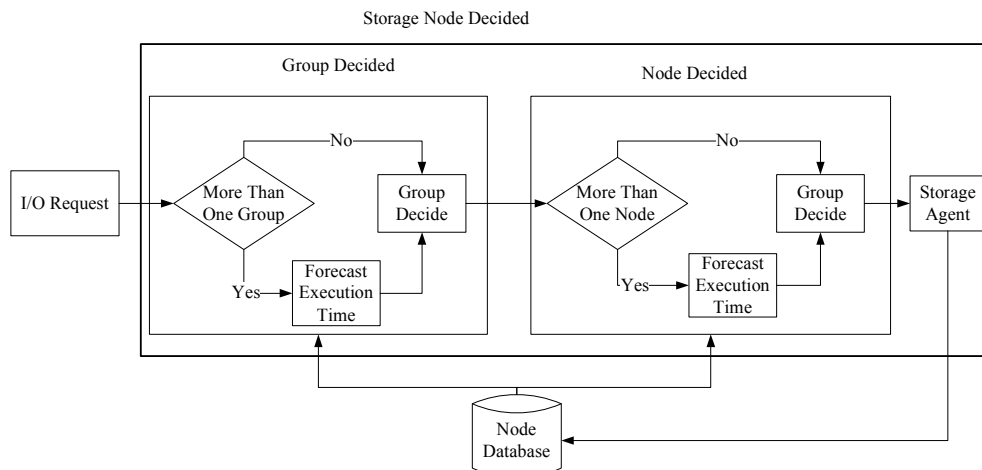 Storage Node Decided
Group Decided
Node Decided
I/O Request
More Than
One Group
No
Yes
Forecast
Execution
Time
Group
Decide
More Than
One Node
No
Yes
Forecast
Execution
Time
Group
Decide
Storage
Agent
Node
Database